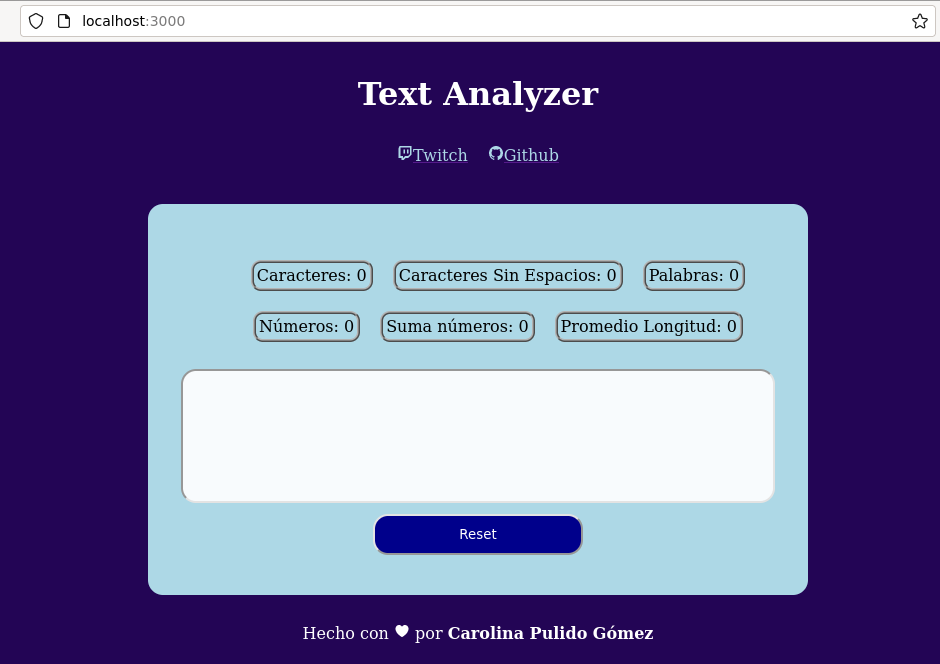 localhost:3000
Text Analyzer
Twitch Github
Caracteres: 0 Caracteres Sin Espacios: 0 Palabras: 0
Números: 0 Suma números: 0 Promedio Longitud: 0
Reset
Hecho con por Carolina Pulido Gómez